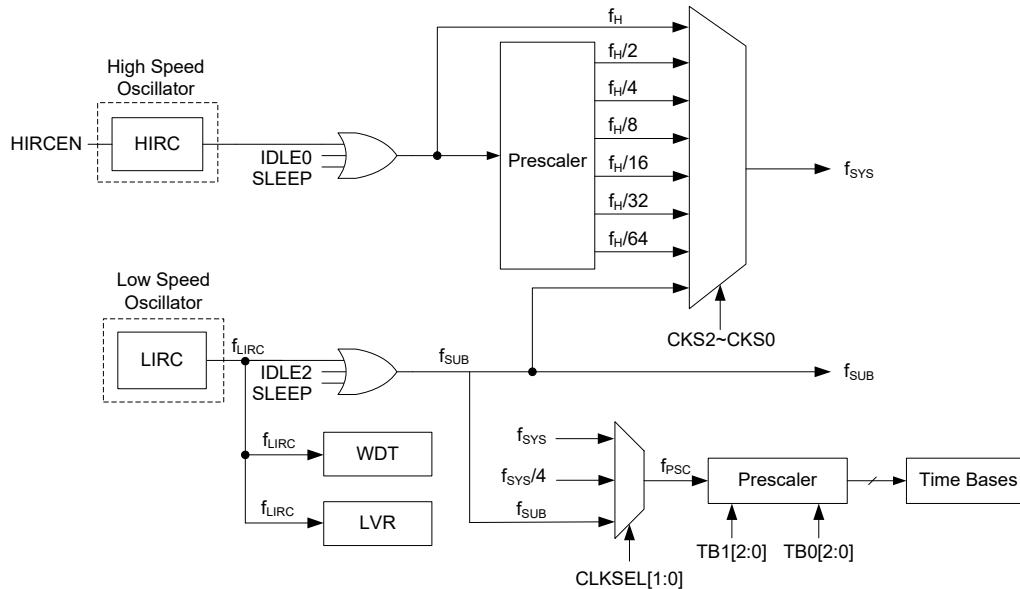 f_H
High Speed
Oscillator
HIRCEN
HIRC
IDLE0
SLEEP
Prescaler
f_H/2
f_H/4
f_H/8
f_H/16
f_H/32
f_H/64
f_SYS
CKS2~CKS0
Low Speed
Oscillator
LIRC
f_LIRC
IDLE2
SLEEP
f_SUB
f_SUB
f_LIRC
WDT
f_LIRC
LVR
f_SYS
f_SYS/4
f_SUB
CLKSEL[1:0]
f_PSC
Prescaler
Time Bases
TB1[2:0]
TB0[2:0]